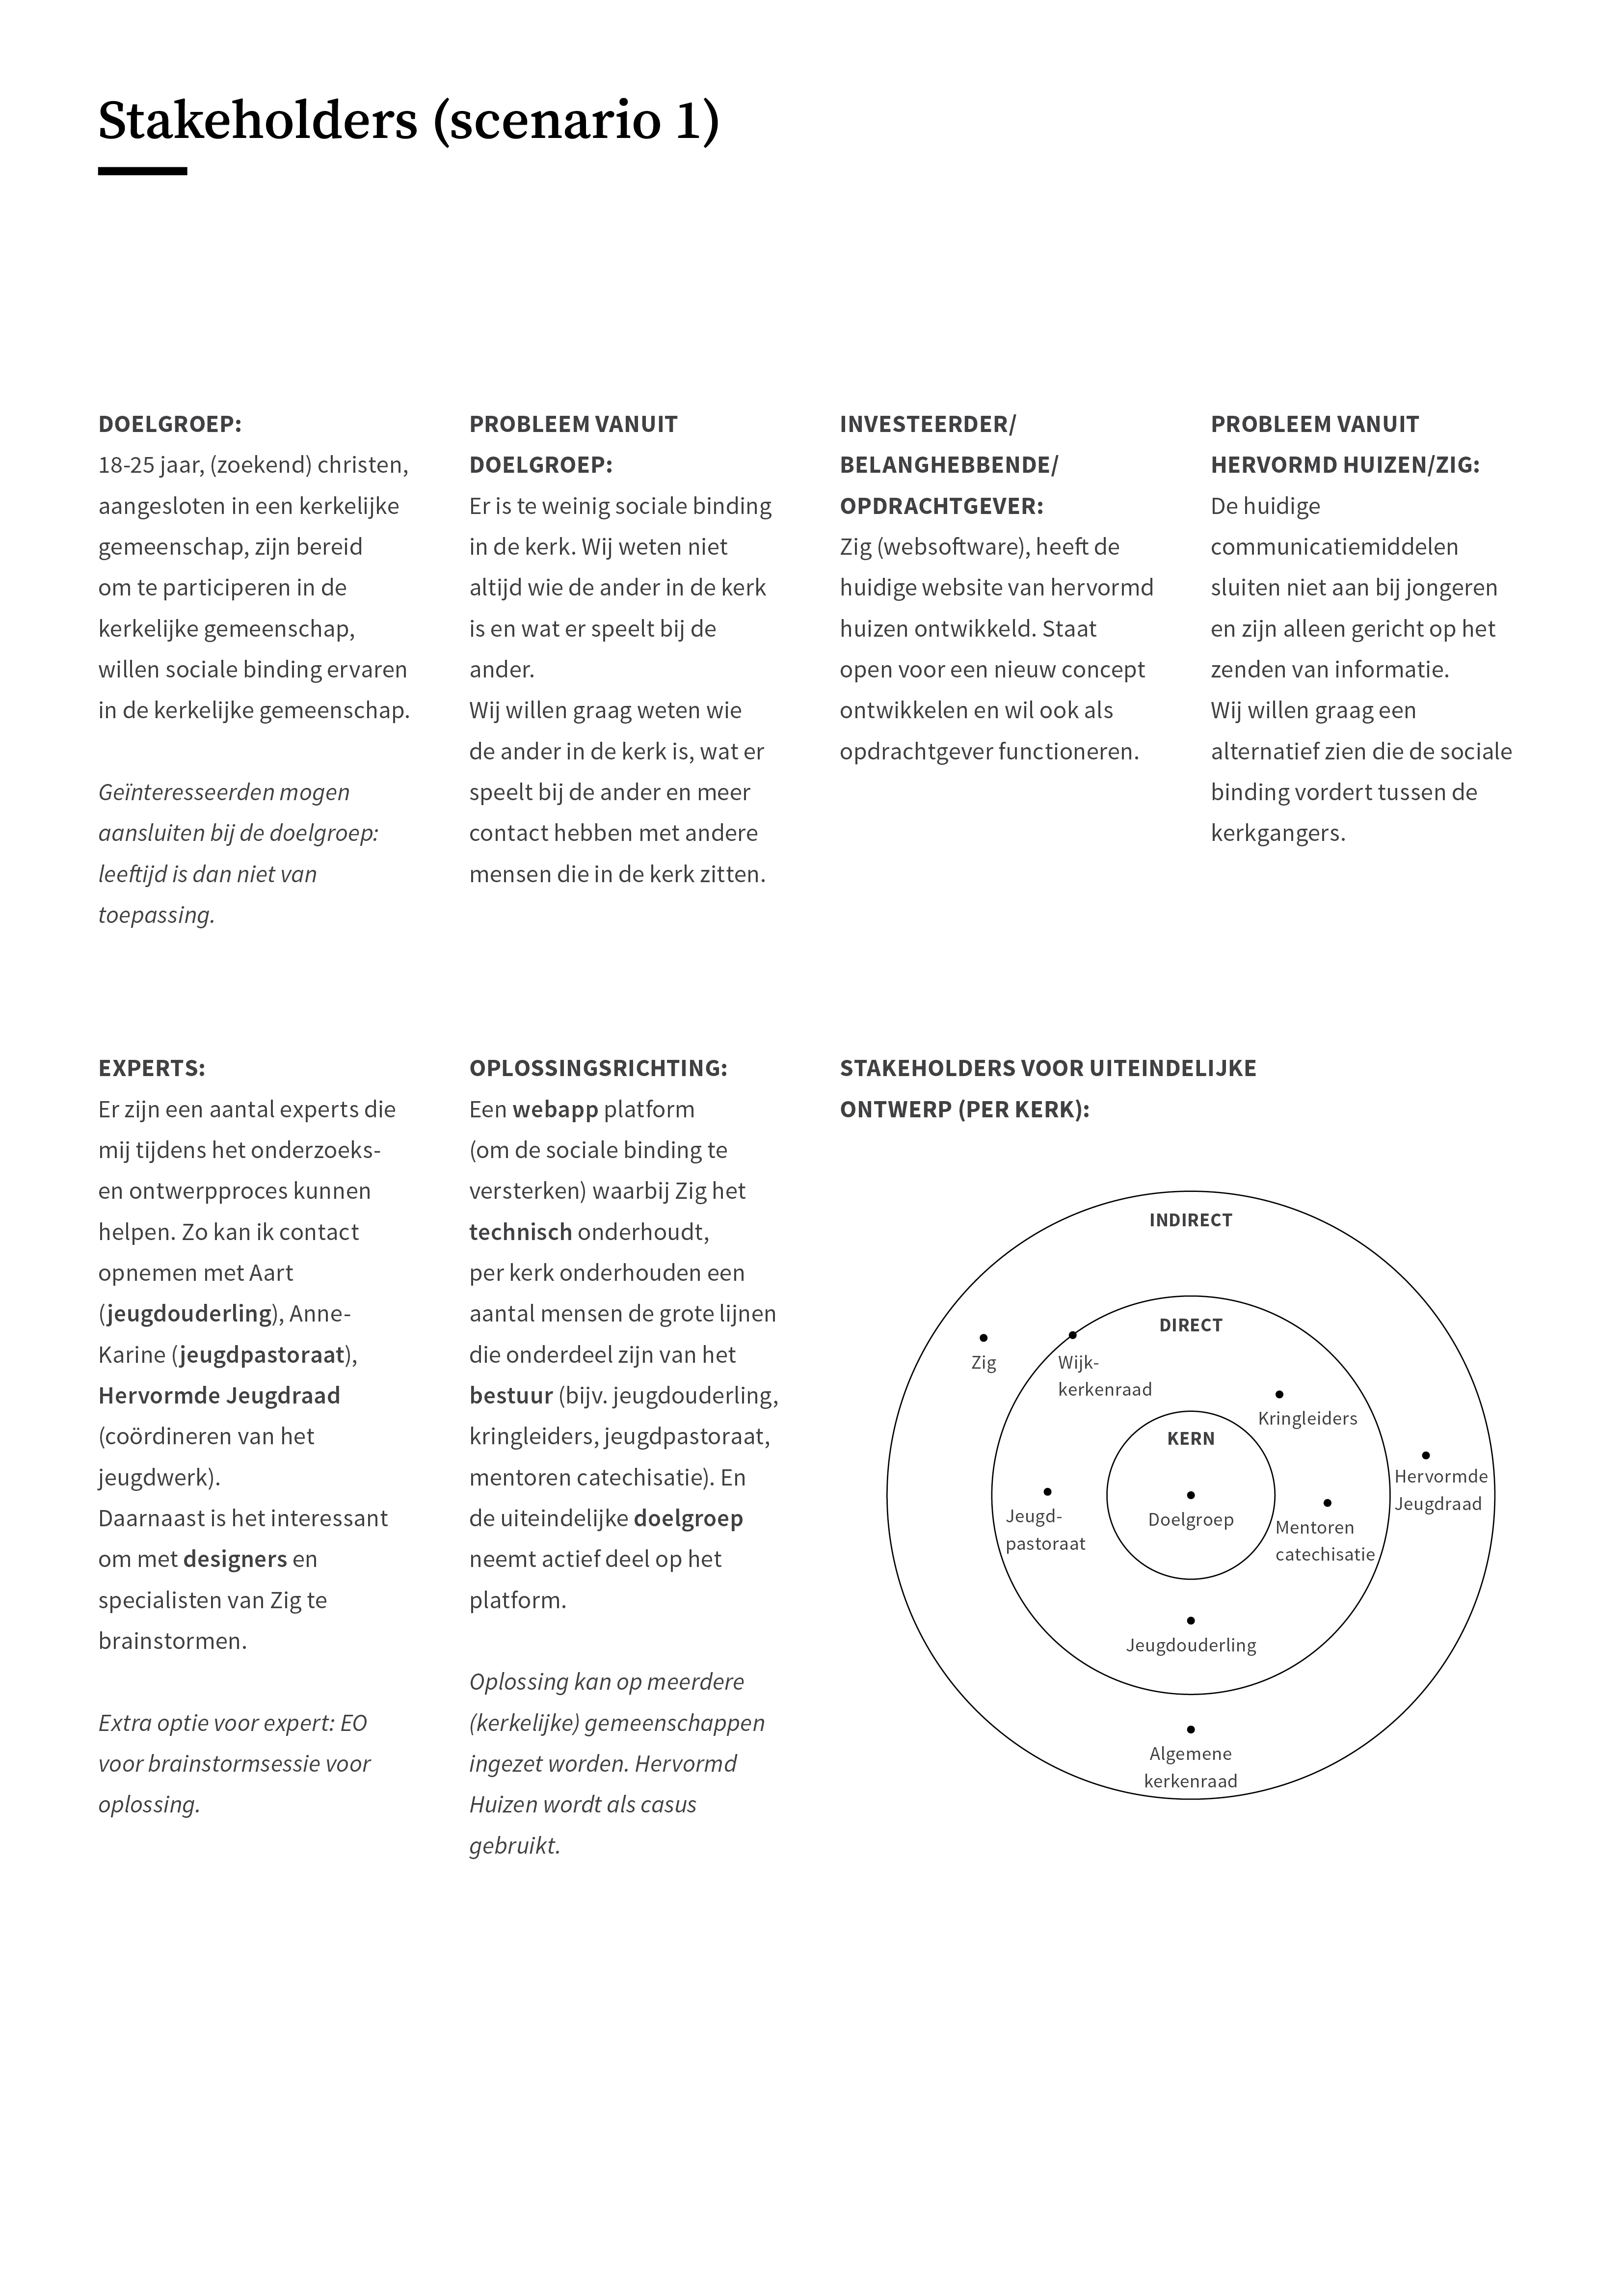 Stakeholders (scenario 1)
DOELGROEP:
18-25 jaar, (zoekend) christen,
aangesloten in een kerkelijke
gemeenschap, zijn bereid
om te participeren in de
kerkelijke gemeenschap,
willen sociale binding ervaren
in de kerkelijke gemeenschap.
Geïnteresseerden mogen
aansluiten bij de doelgroep:
leeftijd is dan niet van
toepassing.
PROBLEEM VANUIT
DOELGROEP:
Er is te weinig sociale binding
in de kerk. Wij weten niet
altijd wie de ander in de kerk
is en wat er speelt bij de
ander.
Wij willen graag weten wie
de ander in de kerk is, wat er
speelt bij de ander en meer
contact hebben met andere
mensen die in de kerk zitten.
INVESTEERDER/
BELANGHEBBENDE/
OPDRACHTGEVER:
Zig (websoftware), heeft de
huidige website van hervormd
huizen ontwikkeld. Staat
open voor een nieuw concept
ontwikkelen en wil ook als
opdrachtgever functioneren.
PROBLEEM VANUIT
HERVORMD HUIZEN/ZIG:
De huidige
communicatiemiddelen
sluiten niet aan bij jongeren
en zijn alleen gericht op het
zenden van informatie.
Wij willen graag een
alternatief zien die de sociale
binding vordert tussen de
kerkgangers.
EXPERTS:
Er zijn een aantal experts die
mij tijdens het onderzoeks-
en ontwerpproces kunnen
helpen. Zo kan ik contact
opnemen met Aart
(jeugdouderling), Anne-
Karine (jeugdpastoraat),
Hervormde Jeugdraad
(coördineren van het
jeugdwerk).
Daarnaast is het interessant
om met designers en
specialisten van Zig te
brainstormen.
Extra optie voor expert: EO
voor brainstormsessie voor
oplossing.
OPLOSSINGSRICHTING:
Een webapp platform
(om de sociale binding te
versterken) waarbij Zig het
technisch onderhoudt,
per kerk onderhouden een
aantal mensen de grote lijnen
die onderdeel zijn van het
bestuur (bijv. jeugdouderling,
kringleiders, jeugdpastoraat,
mentoren catechisatie). En
de uiteindelijke doelgroep
neemt actief deel op het
platform.
Oplossing kan op meerdere
(kerkelijke) gemeenschappen
ingezet worden. Hervormd
Huizen wordt als casus
gebruikt.
STAKEHOLDERS VOOR UITEINDELIJKE
ONTWERP (PER KERK):
INDIRECT
DIRECT
Zig
Wijk-
kerkenraad
Kringleiders
KERN
Hervormde
Jeugdraad
Jeugd-
pastoraat
Doelgroep
Mentoren
catechisatie
Jeugdouderling
Algemene
kerkenraad